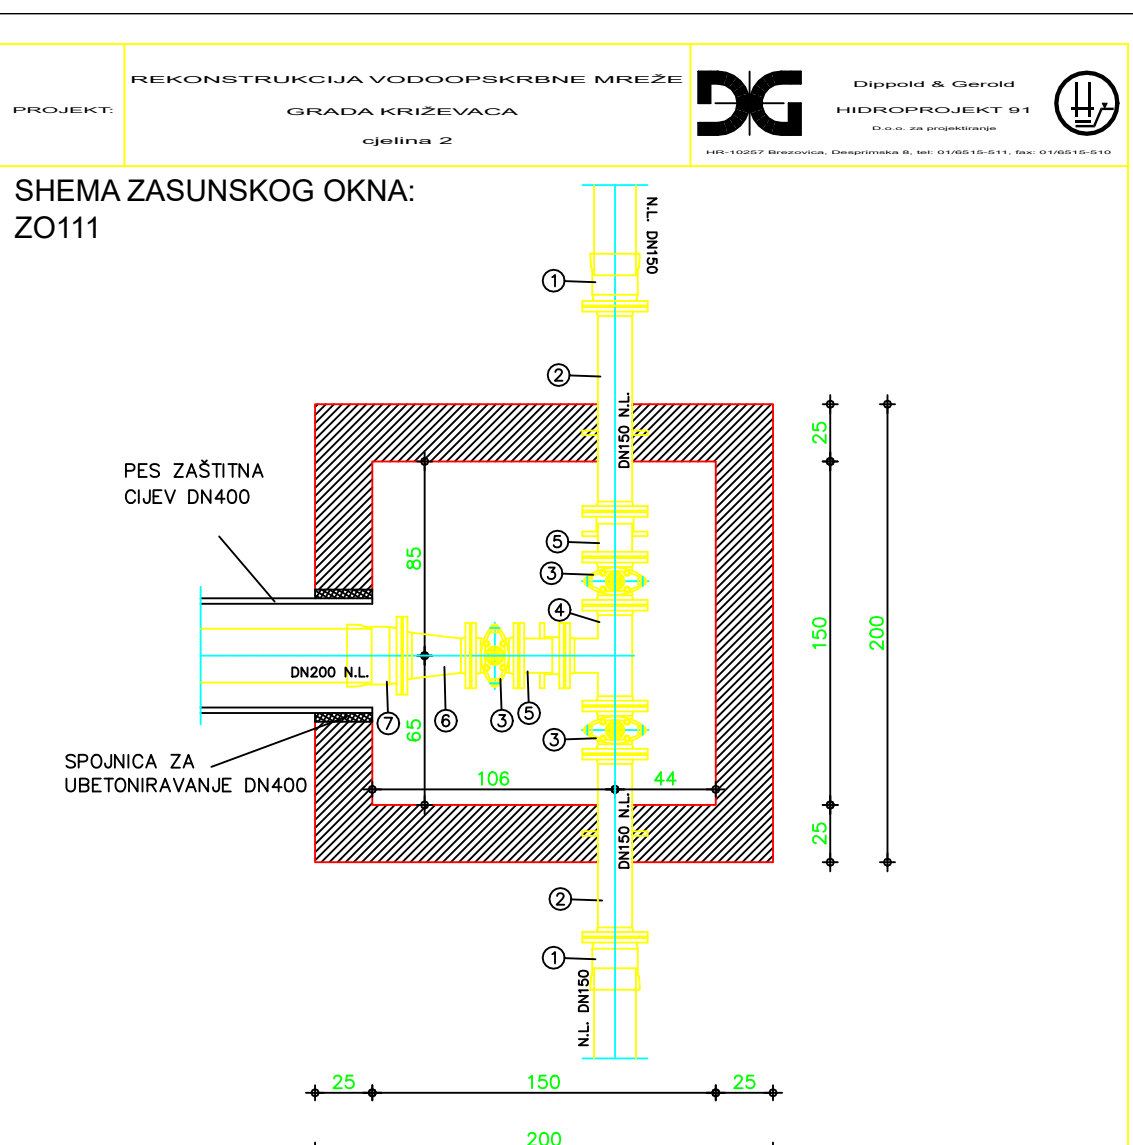 PROJEKT:
REKONSTRUKCIJA VODOOPSKRBNE MREŽE
GRADA KRIŽEVACA
cjelina 2
DG
Dippold & Gerold
HIDROPROJEKT 91
D.o.o. za projektiranje
HR-10257 Brezovica, Desprimska 8, tel: 01/6515-511, fax: 01/6515-510
SHEMA ZASUNSKOG OKNA:
ZO111
N.L. DN150
1
2
DN150 N.L.
25
PES ZAŠTITNA
CIJEV DN400
85
5
3
4
150
200
DN200 N.L.
7
6
3
5
65
3
SPOJNICA ZA
UBETONIRAVANJE DN400
106
44
DN150 N.L.
25
2
1
N.L. DN150
25
150
25
200